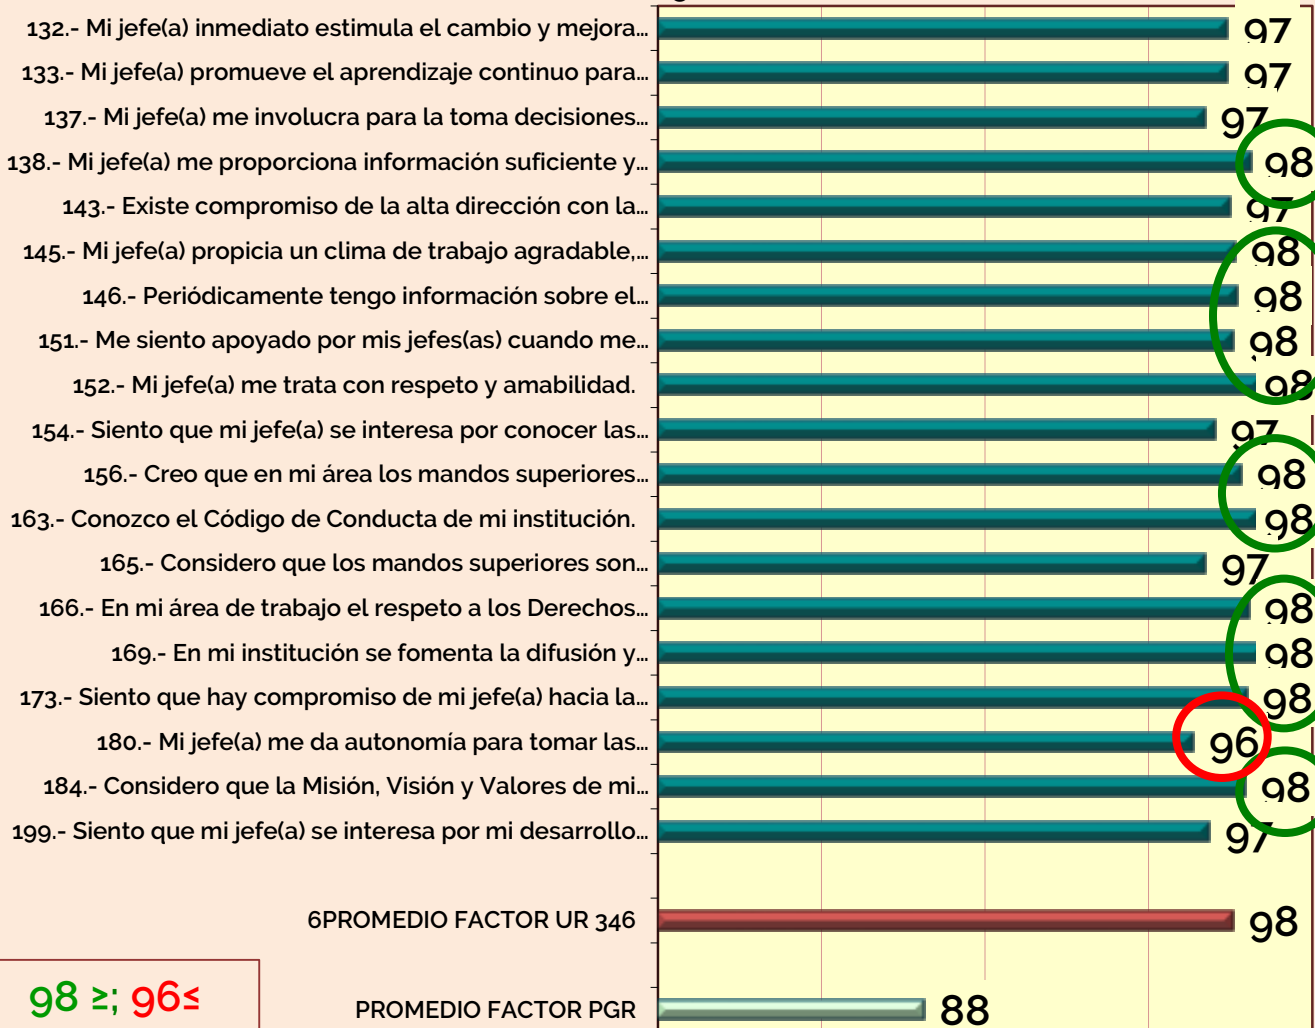 132.- Mi jefe(a) inmediato estimula el cambio y mejora... 97
133.- Mi jefe(a) promueve el aprendizaje continuo para... 97
137.- Mi jefe(a) me involucra para la toma decisiones... 97
138.- Mi jefe(a) me proporciona información suficiente y... 98
143.- Existe compromiso de la alta dirección con la... 97
145.- Mi jefe(a) propicia un clima de trabajo agradable,... 98
146.- Periódicamente tengo información sobre el... 98
151.- Me siento apoyado por mis jefes(as) cuando me... 98
152.- Mi jefe(a) me trata con respeto y amabilidad. 98
154.- Siento que mi jefe(a) se interesa por conocer las... 97
156.- Creo que en mi área los mandos superiores... 98
163.- Conozco el Código de Conducta de mi institución. 98
165.- Considero que los mandos superiores son... 97
166.- En mi área de trabajo el respeto a los Derechos... 98
169.- En mi institución se fomenta la difusión y... 98
173.- Siento que hay compromiso de mi jefe(a) hacia la... 98
180.- Mi jefe(a) me da autonomía para tomar las... 96
184.- Considero que la Misión, Visión y Valores de mi... 98
199.- Siento que mi jefe(a) se interesa por mi desarrollo... 97
6PROMEDIO FACTOR UR 346 98
98 ≥; 96≤
PROMEDIO FACTOR PGR 88